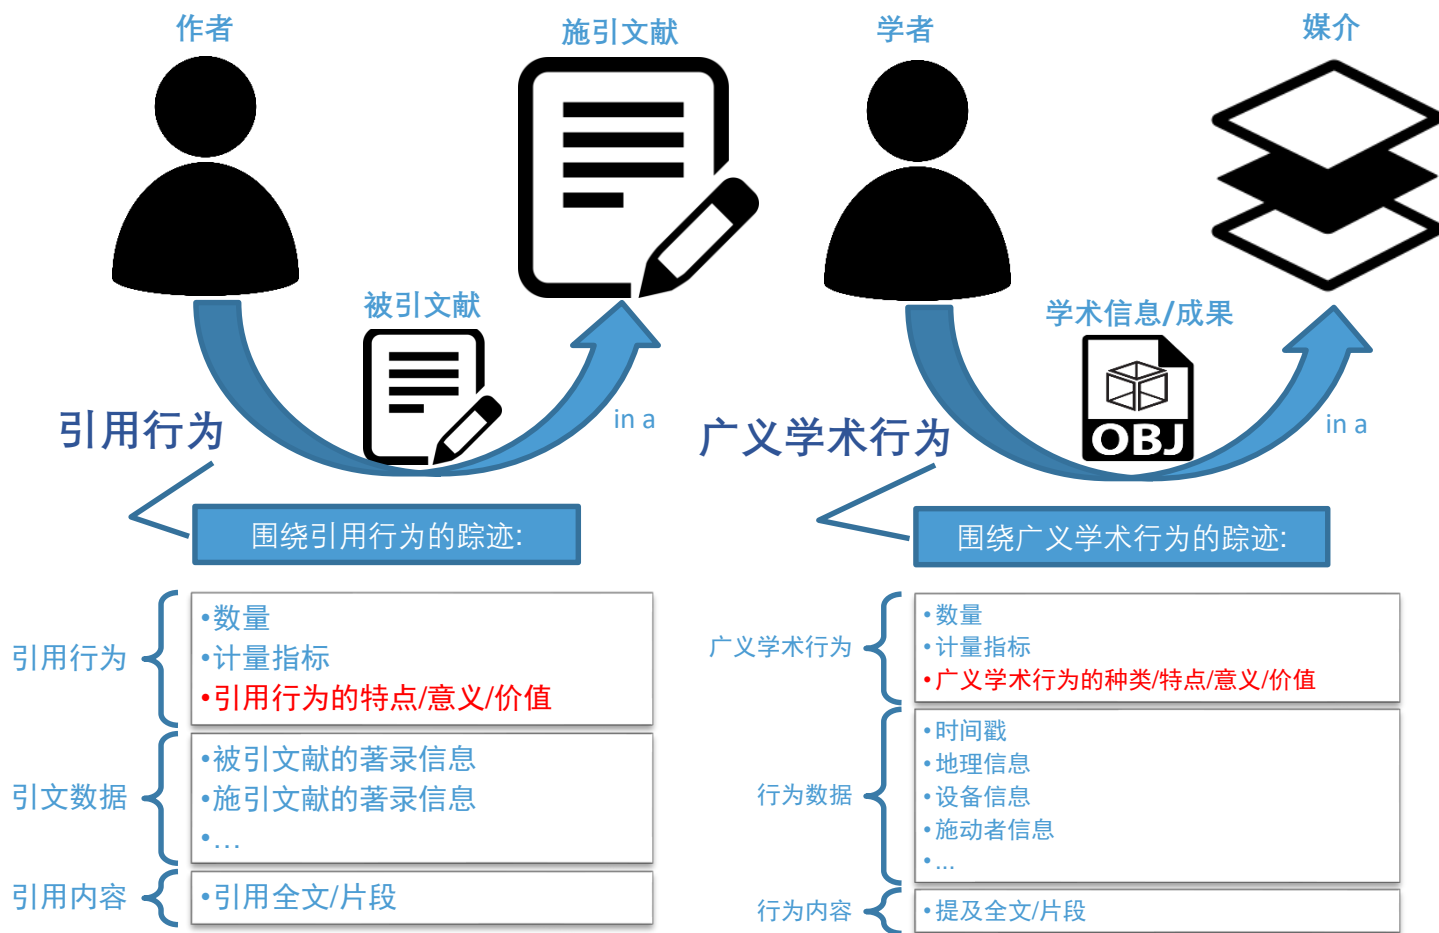 作者
施引文献
被引文献
in a
引用行为
围绕引用行为的踪迹:
引用行为
•数量
•计量指标
•引用行为的特点/意义/价值
引文数据
•被引文献的著录信息
•施引文献的著录信息
•…
引用内容
•引用全文/片段
学者
媒介
学术信息/成果
OBJ
in a
广义学术行为
围绕广义学术行为的踪迹:
广义学术行为
•数量
•计量指标
•广义学术行为的种类/特点/意义/价值
行为数据
•时间戳
•地理信息
•设备信息
•施动者信息
•…
行为内容
•提及全文/片段